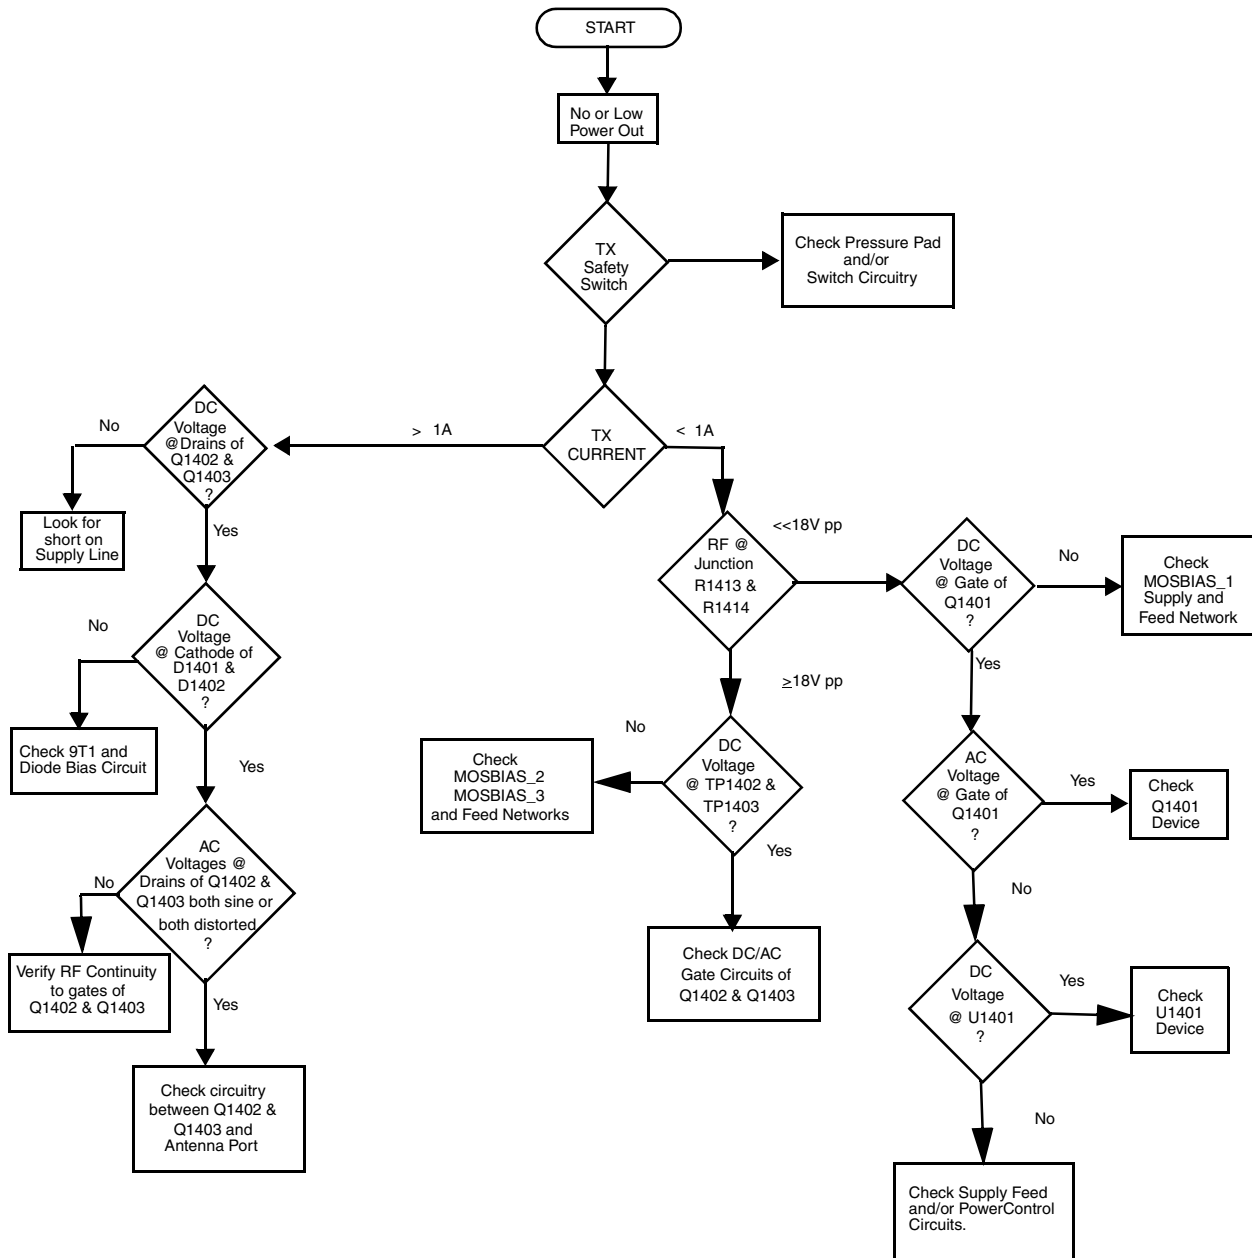 START
No or Low
Power Out
TX
Safety
Switch
Check Pressure Pad
and/or
Switch Circuitry
TX
CURRENT
> 1A
< 1A
DC
Voltage
@Drains of
Q1402 &
Q1403
?
No
Look for
short on
Supply Line
Yes
DC
Voltage
@ Cathode of
D1401 &
D1402
?
No
Check 9T1 and
Diode Bias Circuit
Yes
AC
Voltages @
Drains of Q1402 &
Q1403 both sine or
both distorted
?
No
Verify RF Continuity
to gates of
Q1402 & Q1403
Yes
Check circuitry
between Q1402 &
Q1403 and
Antenna Port
RF @
Junction
R1413 &
R1414
<<18V pp
≥18V pp
DC
Voltage
@ TP1402 &
TP1403
?
No
Check
MOSBIAS_2
MOSBIAS_3
and Feed Networks
Yes
Check DC/AC
Gate Circuits of
Q1402 & Q1403
DC
Voltage
@ Gate of
Q1401
?
No
Check
MOSBIAS_1
Supply and
Feed Network
Yes
AC
Voltage
@ Gate of
Q1401
?
Yes
Check
Q1401
Device
No
DC
Voltage
@ U1401
?
Yes
Check
U1401
Device
No
Check Supply Feed
and/or PowerControl
Circuits.